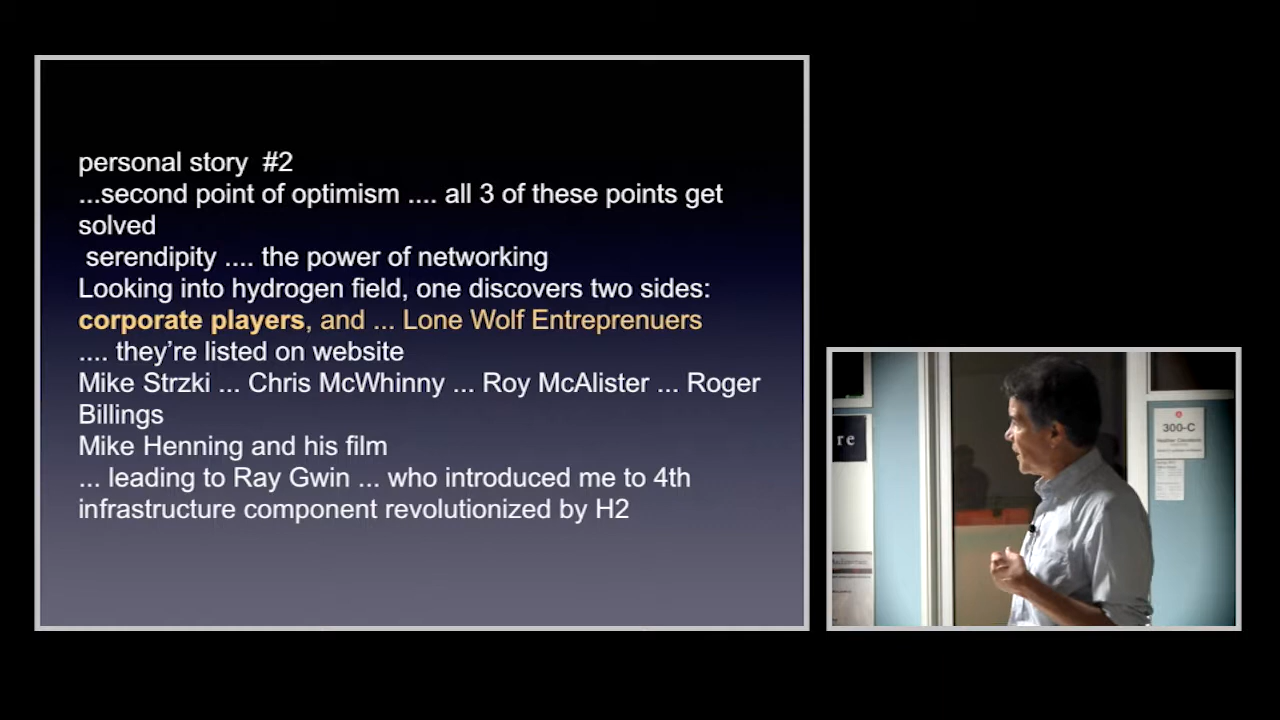 personal story #2
...second point of optimism .... all 3 of these points get
solved
serendipity .... the power of networking
Looking into hydrogen field, one discovers two sides:
corporate players, and ... Lone Wolf Entreprenuers
.... they're listed on website
Mike Strzki ... Chris McWhinny ... Roy McAlister ... Roger
Billings
Mike Henning and his film
... leading to Ray Gwin ... who introduced me to 4th
infrastructure component revolutionized by H2
re
300-C